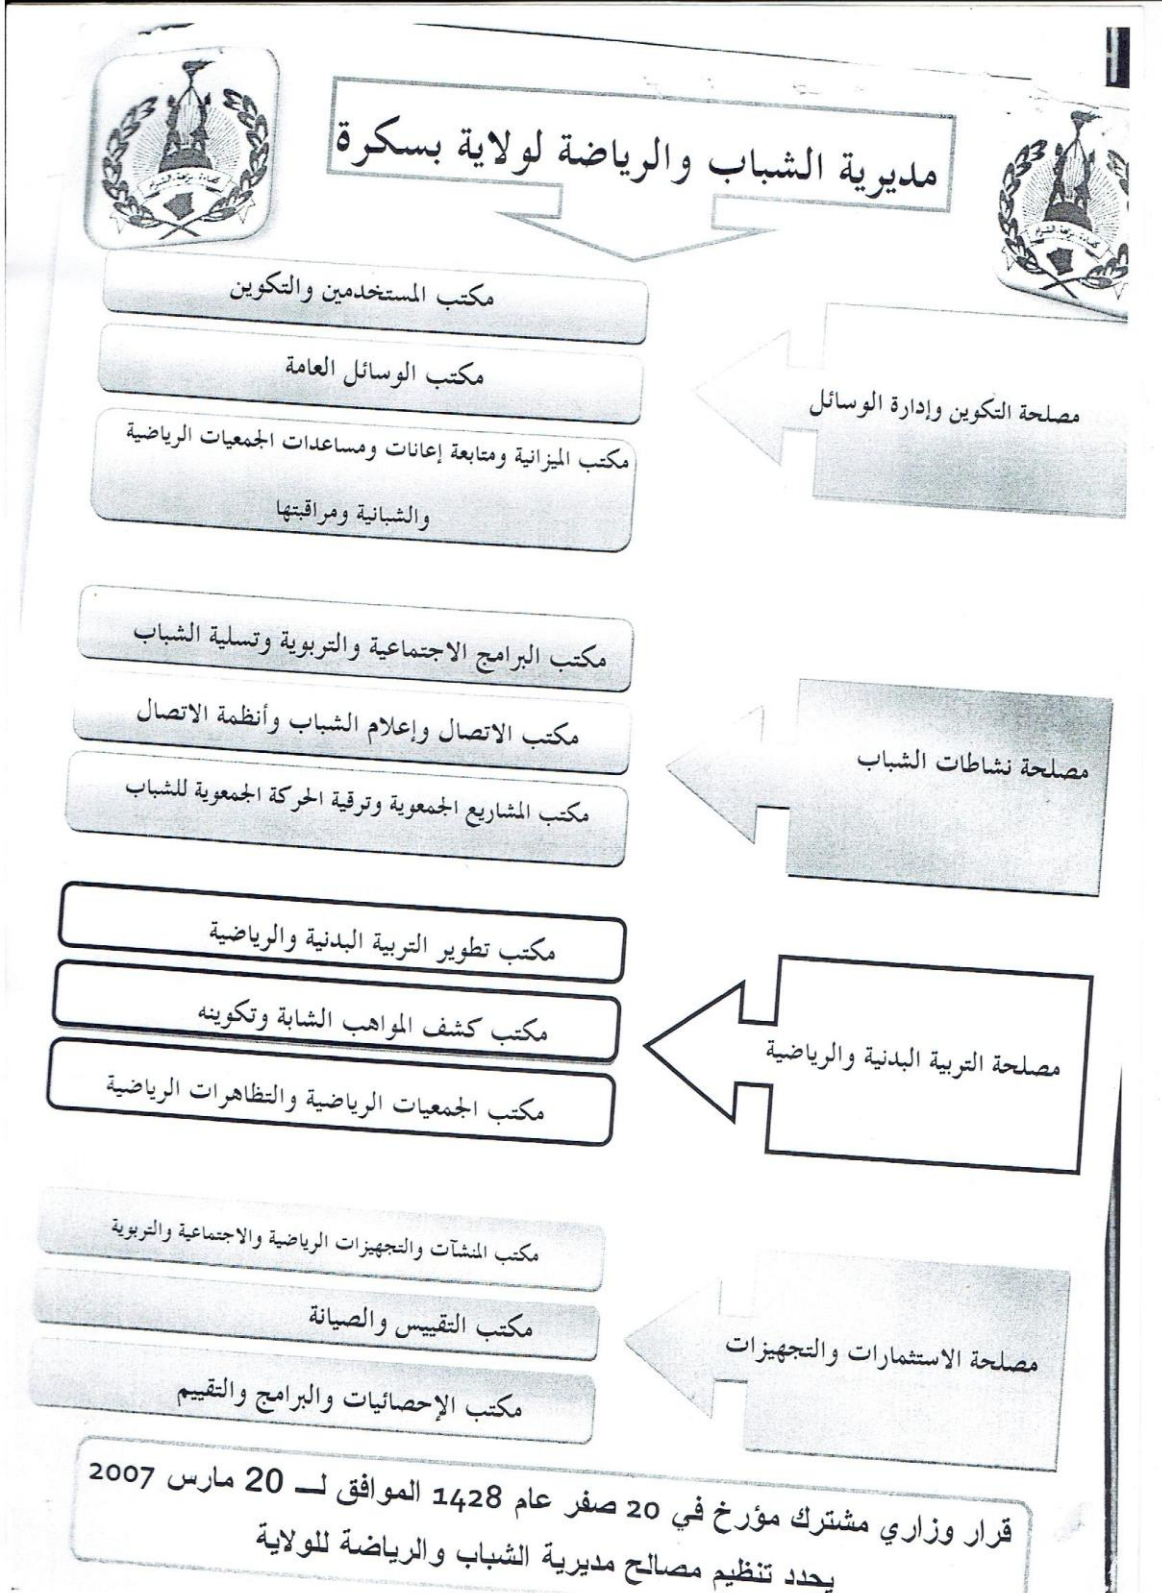 مديرية الشباب والرياضة لولاية بسكرة
مصلحة التكوين وإدارة الوسائل
مكتب المستخدمين والتكوين
مكتب الوسائل العامة
مكتب الميزانية ومتابعة إعانات ومساعدات الجمعيات الرياضية
والشبانية ومراقبتها
مصلحة نشاطات الشباب
مكتب البرامج الاجتماعية والتربوية وتسلية الشباب
مكتب الاتصال وإعلام الشباب وأنظمة الاتصال
مكتب المشاريع الجمعوية وترقية الحركة الجمعوية للشباب
مصلحة التربية البدنية والرياضية
مكتب تطوير التربية البدنية والرياضية
مكتب كشف المواهب الشابة وتكوينه
مكتب الجمعيات الرياضية والتظاهرات الرياضية
مصلحة الاستثمارات والتجهيزات
مكتب المنشآت والتجهيزات الرياضية والاجتماعية والتربوية
مكتب التقييس والصيانة
مكتب الإحصائيات والبرامج والتقييم
قرار وزاري مشترك مؤرخ في 20 صفر عام 1428 الموافق لــ 20 مارس 2007
يحدد تنظيم مصالح مديرية الشباب والرياضة للولاية